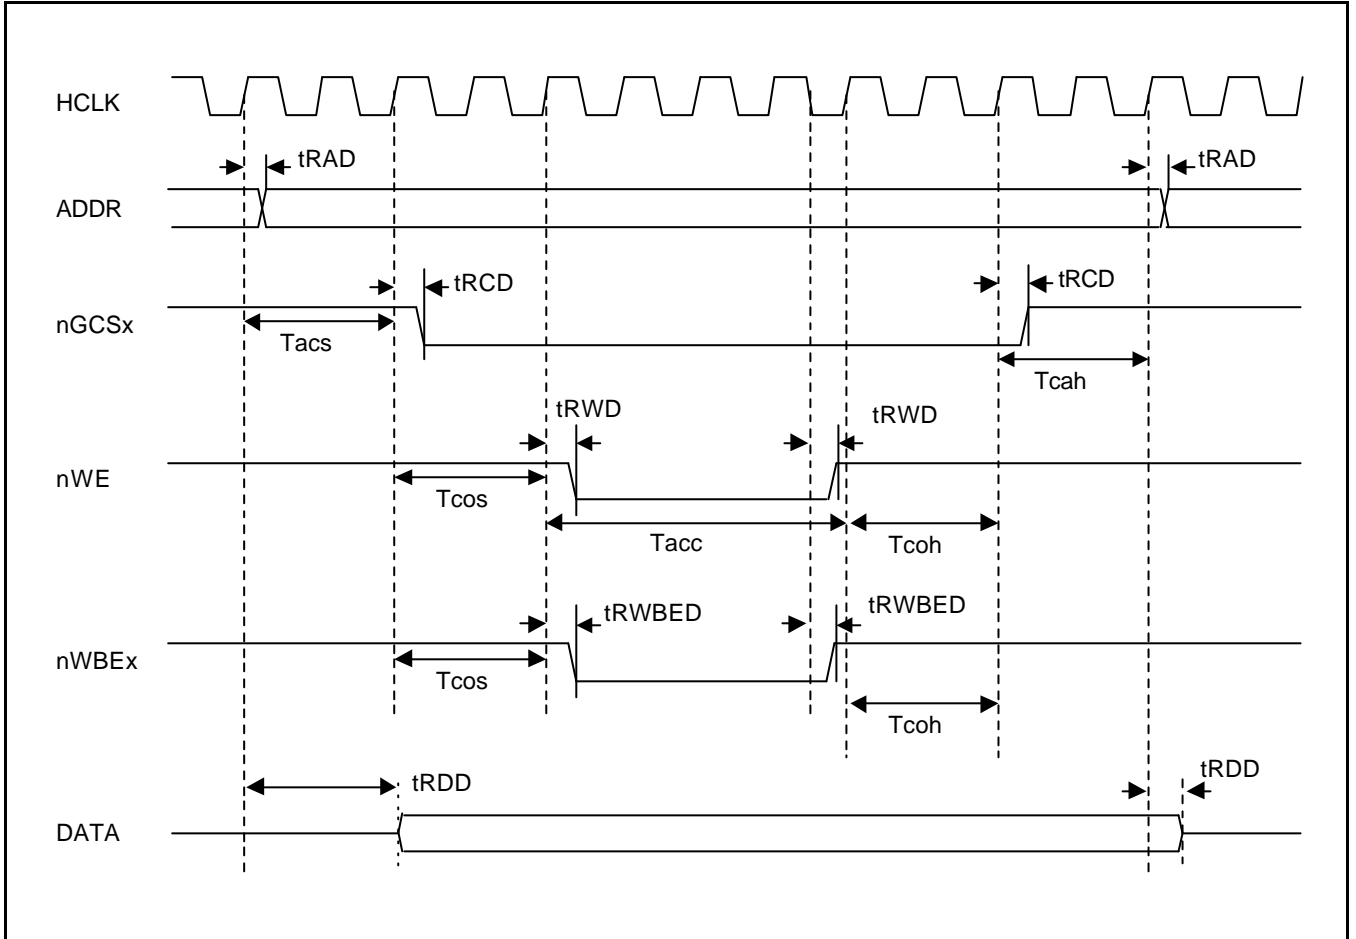 HCLK
tRAD tRAD
ADDR
tRCD tRCD
nGCSx
Tacs
Tcah
tRWD tRWD
nWE
Tcos
Tacc Tcoh
tRWBED tRWBED
nWBEx
Tcos
Tcoh
tRDD tRDD
DATA